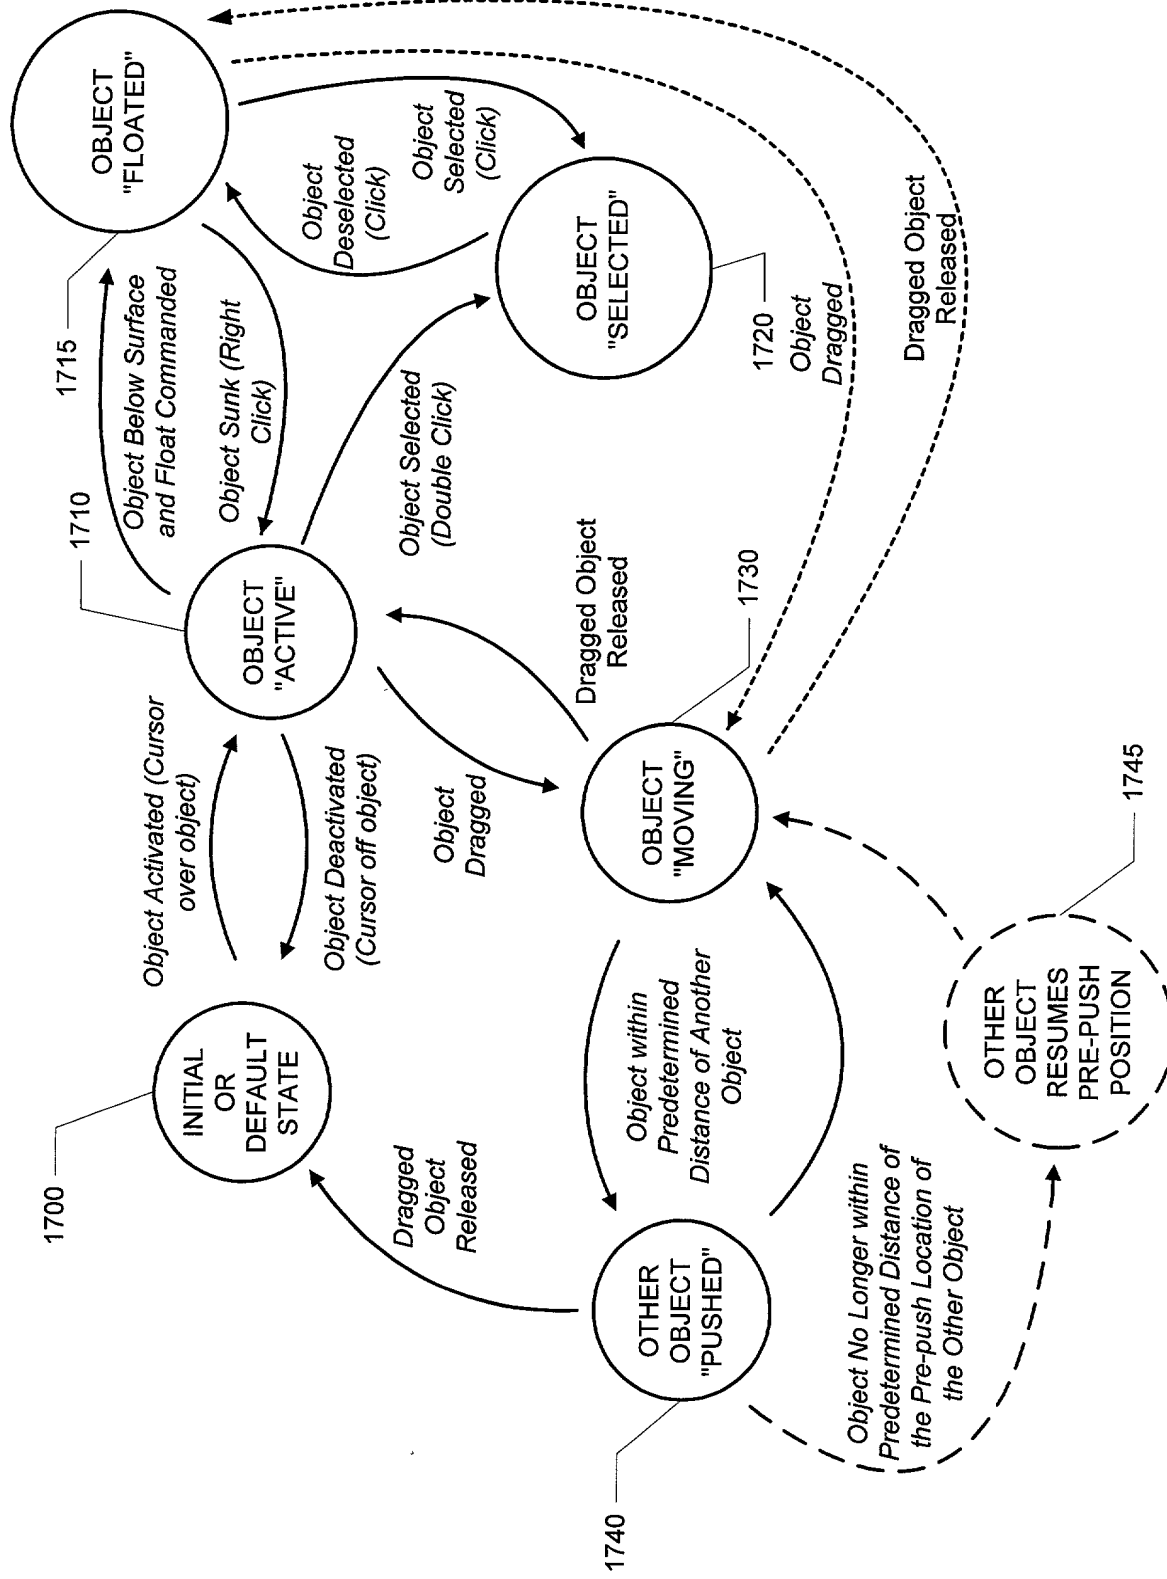 1700
INITIAL
OR
DEFAULT
STATE
Object Activated (Cursor
over object)
Object Deactivated
(Cursor off object)
1710
OBJECT
"ACTIVE"
Object Below Surface
and Float Commanded
Object Sunk (Right
Click)
1715
OBJECT
"FLOATED"
Object
Deselected
(Click)
Object
Selected
(Click)
Object Selected
(Double Click)
OBJECT
"SELECTED"
1720
Object
Dragged
Dragged Object
Released
Dragged
Object
Released
Object
Dragged
Dragged Object
Released
1730
OBJECT
"MOVING"
1740
OTHER
OBJECT
"PUSHED"
Object within
Predetermined
Distance of Another
Object
Object No Longer within
Predetermined Distance of
the Pre-push Location of
the Other Object
1745
OTHER
OBJECT
RESUMES
PRE-PUSH
POSITION